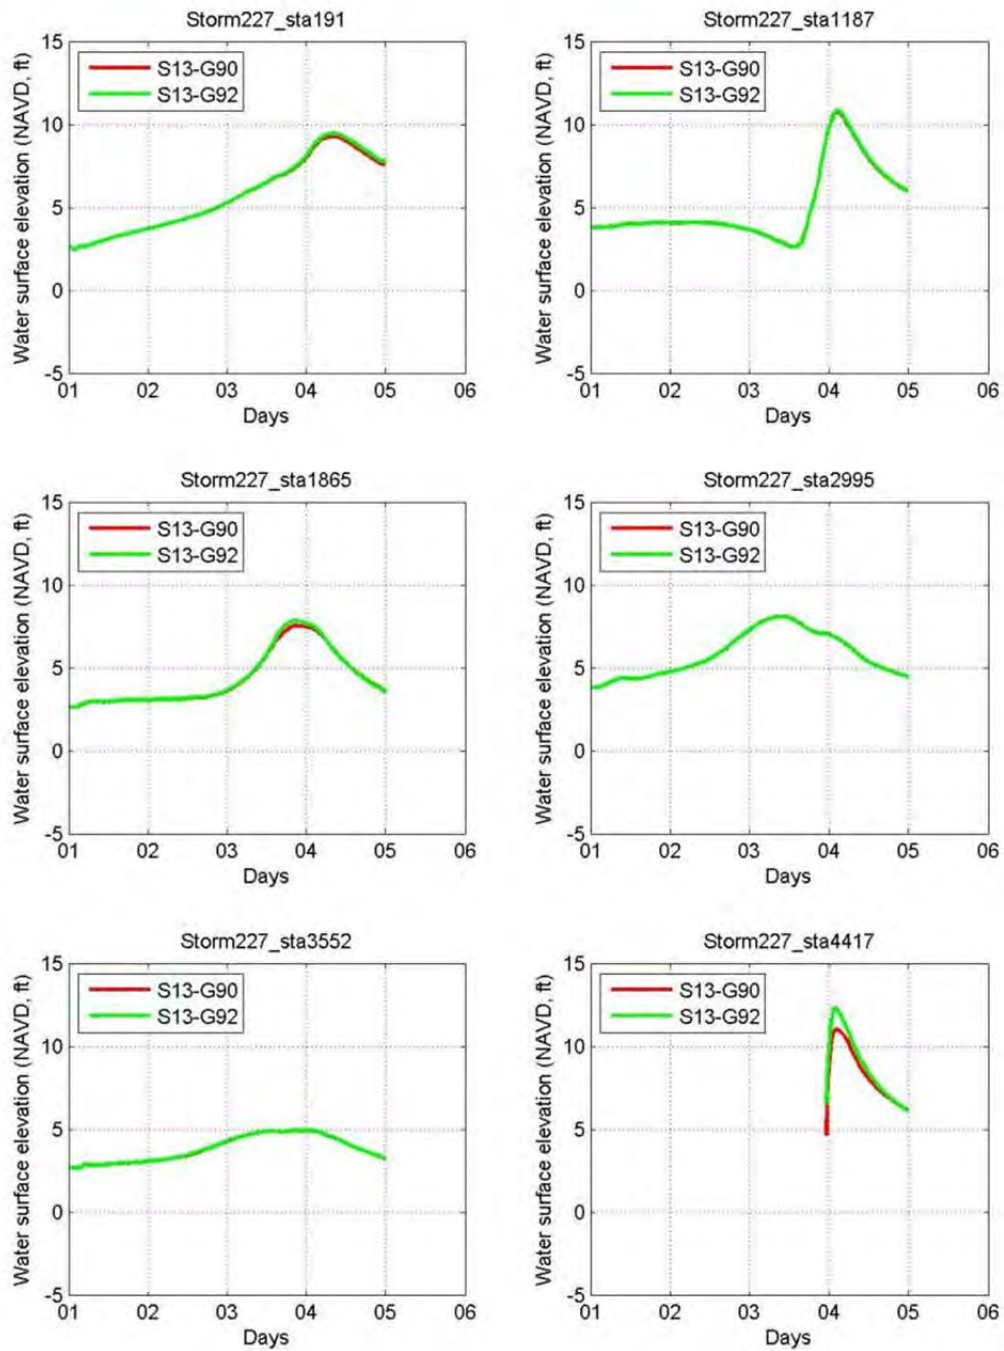 Storm227_sta191
15
10
5
0
-5
Water surface elevation (NAVD, ft)
S13-G90
S13-G92
01 02 03 04 05 06
Days
Storm227_sta1187
15
10
5
0
-5
Water surface elevation (NAVD, ft)
S13-G90
S13-G92
01 02 03 04 05 06
Days
Storm227_sta1865
15
10
5
0
-5
Water surface elevation (NAVD, ft)
S13-G90
S13-G92
01 02 03 04 05 06
Days
Storm227_sta2995
15
10
5
0
-5
Water surface elevation (NAVD, ft)
S13-G90
S13-G92
01 02 03 04 05 06
Days
Storm227_sta3552
15
10
5
0
-5
Water surface elevation (NAVD, ft)
S13-G90
S13-G92
01 02 03 04 05 06
Days
Storm227_sta4417
15
10
5
0
-5
Water surface elevation (NAVD, ft)
S13-G90
S13-G92
01 02 03 04 05 06
Days